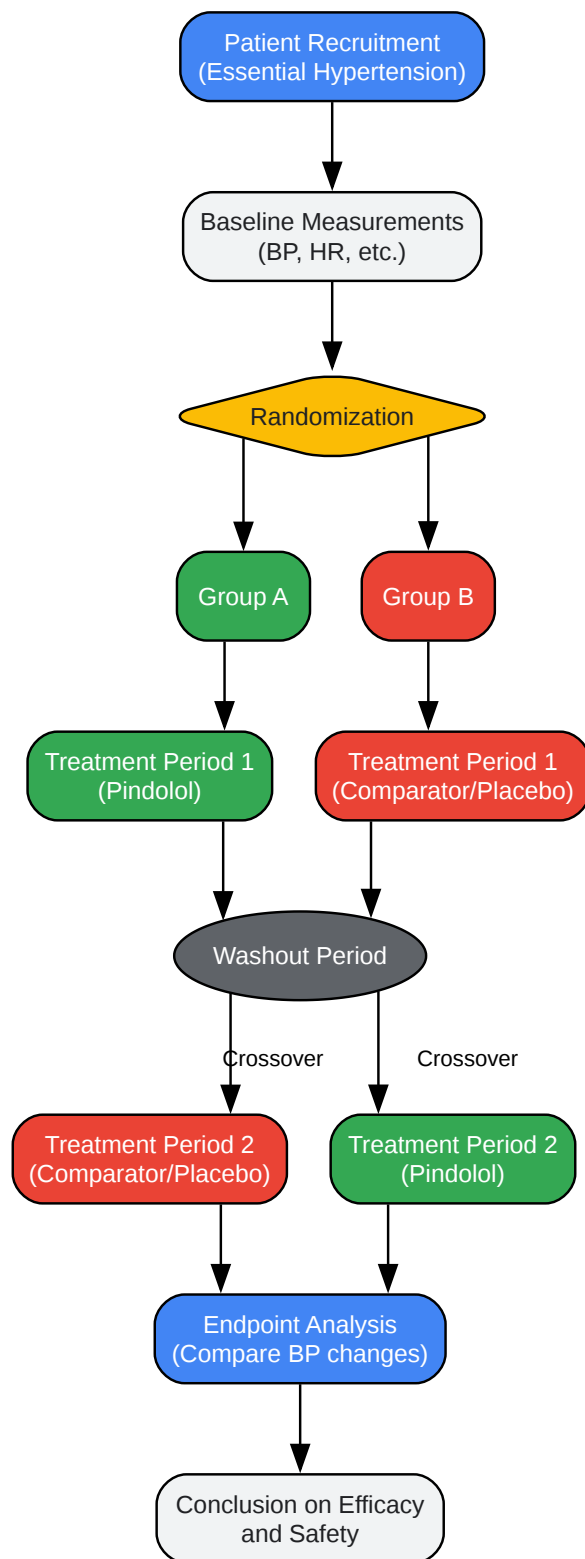 Patient Recruitment
(Essential Hypertension)
Baseline Measurements
(BP, HR, etc.)
Randomization
Group A
Group B
Treatment Period 1
(Pindolol)
Treatment Period 1
(Comparator/Placebo)
Washout Period
Crossover
Crossover
Treatment Period 2
(Comparator/Placebo)
Treatment Period 2
(Pindolol)
Endpoint Analysis
(Compare BP changes)
Conclusion on Efficacy
and Safety